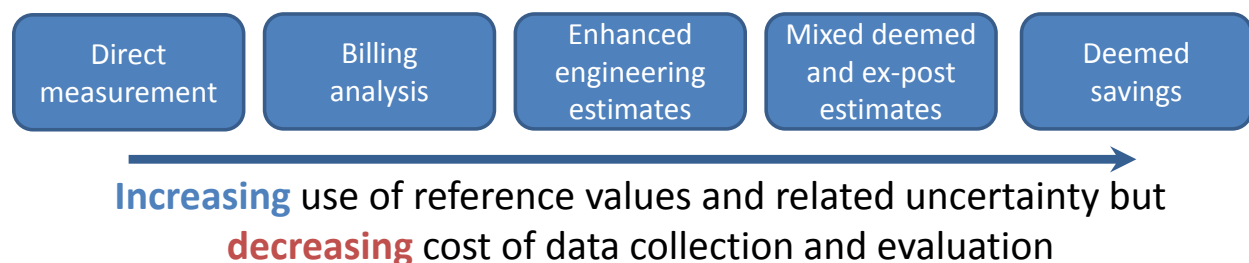 Direct
measurement
Billing
analysis
Enhanced
engineering
estimates
Mixed deemed
and ex-post
estimates
Deemed
savings
Increasing use of reference values and related uncertainty but
decreasing cost of data collection and evaluation